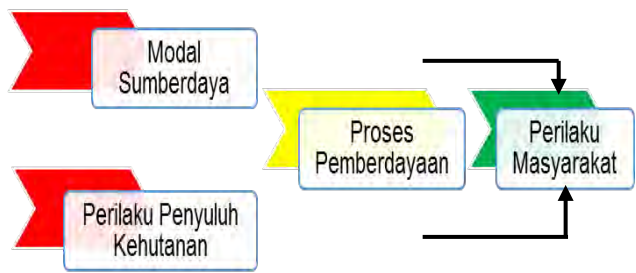 Modal
Sumberdaya
Proses
Pemberdayaan
Perilaku
Masyarakat
Perilaku Penyuluh
Kehutanan